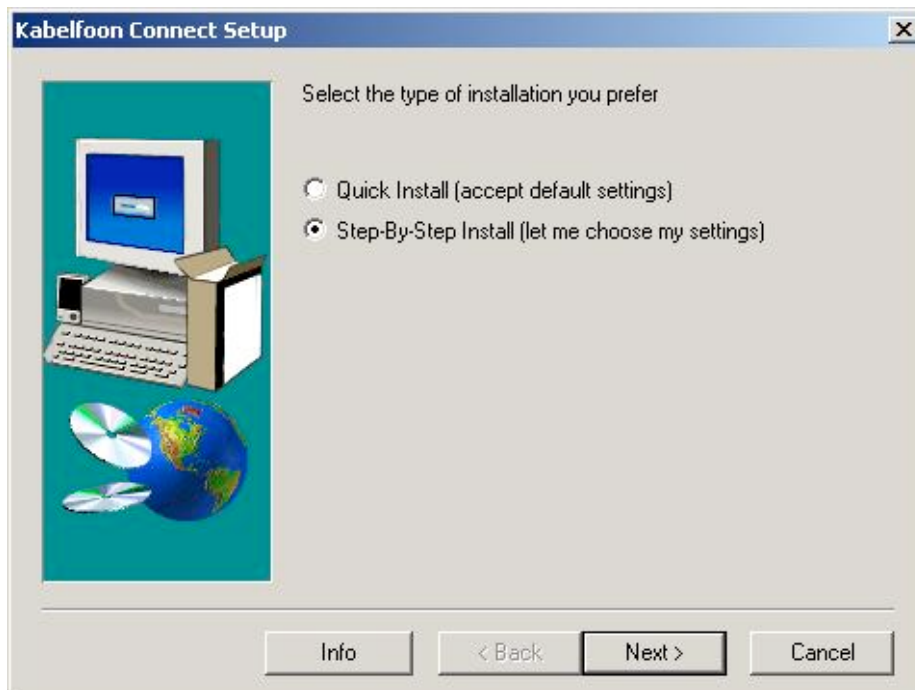 Kabelfoon Connect Setup
Select the type of installation you prefer
Quick Install (accept default settings)
Step-By-Step Install (let me choose my settings)
Info
< Back
Next >
Cancel